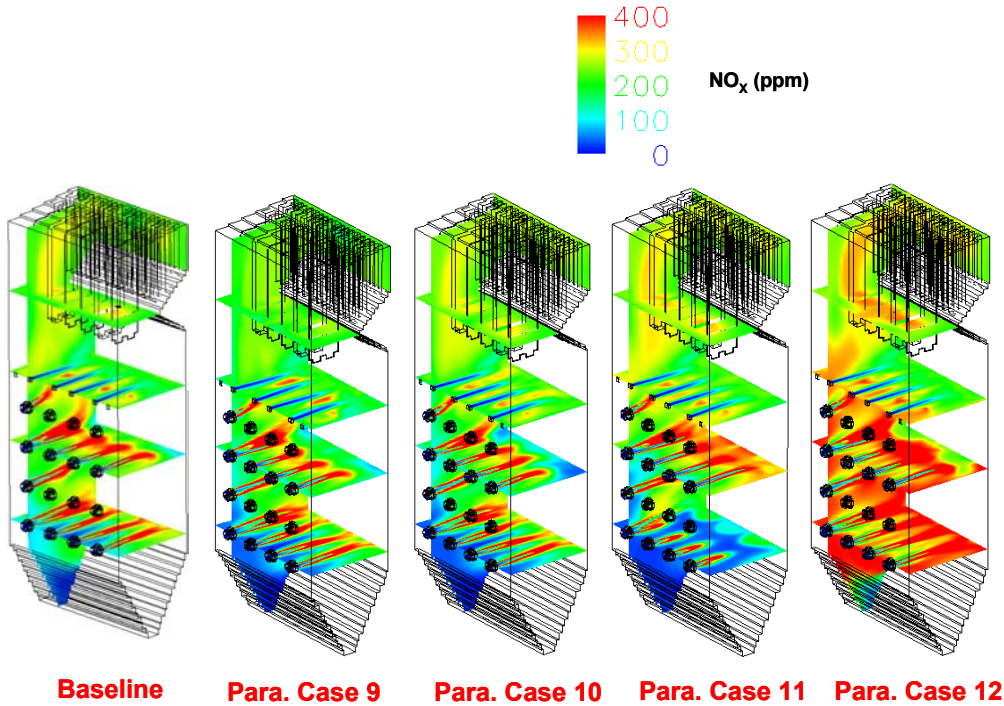 400
300
200
100
0
NOx (ppm)
Baseline
Para. Case 9
Para. Case 10
Para. Case 11
Para. Case 12